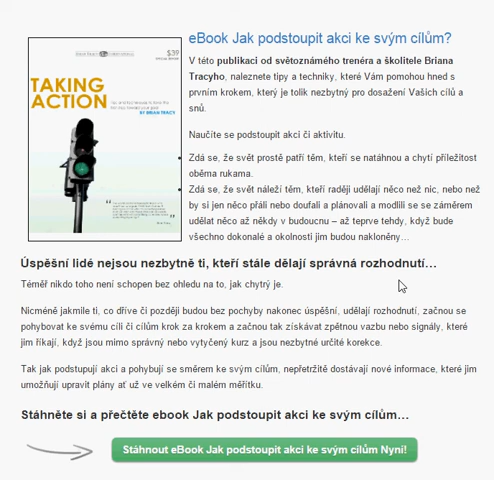 eBook Jak podstoupit akci ke svým cílům?
$39
TAKING
ACTION
BY BRIAN TRACY
V této publikaci od světoznámého trenéra a školitele Briana
Tracyho, naleznete tipy a techniky, které Vám pomohou hned s
prvním krokem, který je tolik nezbytný pro dosažení Vašich cílů a
snů.
Naučíte se podstoupit akci či aktivitu.
Zdá se, že svět prostě patří těm, kteří se natáhnou a chytí příležitost
oběma rukama.
Zdá se, že svět náleží těm, kteří raději udělají něco než nic, nebo než
by si jen něco přáli nebo doufali a plánovali a modlili se se záměrem
udělat něco až někdy v budoucnu – až teprve tehdy, když bude
všechno dokonalé a okolnosti jim budou nakloněny…
Úspěšní lidé nejsou nezbytně ti, kteří stále dělají správná rozhodnutí…
Téměř nikdo toho není schopen bez ohledu na to, jak chytrý je.
Nicméně jakmile ti, co dříve či později budou bez pochyby nakonec úspěšní, udělají rozhodnutí, začnou se
pohybovat ke svému cíli či cílům krok za krokem a začnou tak získávat zpětnou vazbu nebo signály, které
jim říkají, když jsou mimo správný nebo vytyčený kurz a jsou nezbytné určité korekce.
Tak jak podstupují akci a pohybují se směrem ke svým cílům, nepřetržitě dostávají nové informace, které jim
umožňují upravit plány ať už ve velkém či malém měřítku.
Stáhněte si a přečtěte ebook Jak podstoupit akci ke svým cílům…
Stáhnout eBook Jak podstoupit akci ke svým cílům Nyní!